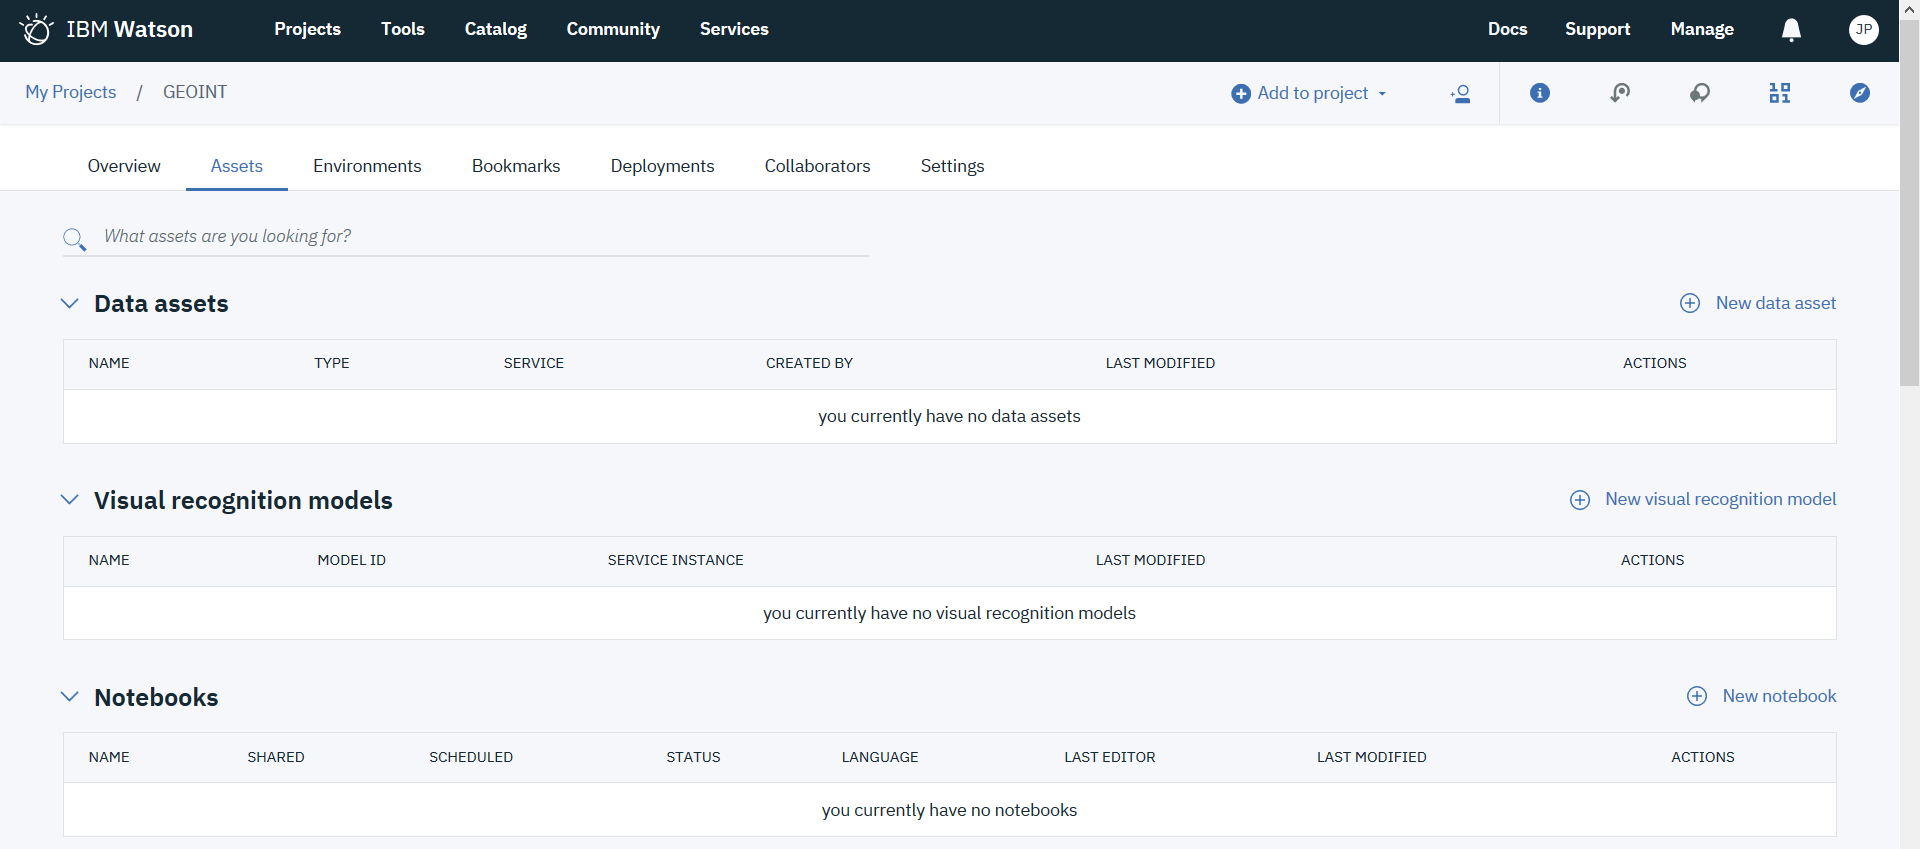 IBM Watson Projects Tools Catalog Community Services Docs Support Manage JP
My Projects / GEOINT Add to project
Overview Assets Environments Bookmarks Deployments Collaborators Settings
What assets are you looking for?
Data assets New data asset
NAME TYPE SERVICE CREATED BY LAST MODIFIED ACTIONS
you currently have no data assets
Visual recognition models New visual recognition model
NAME MODEL ID SERVICE INSTANCE LAST MODIFIED ACTIONS
you currently have no visual recognition models
Notebooks New notebook
NAME SHARED SCHEDULED STATUS LANGUAGE LAST EDITOR LAST MODIFIED ACTIONS
you currently have no notebooks